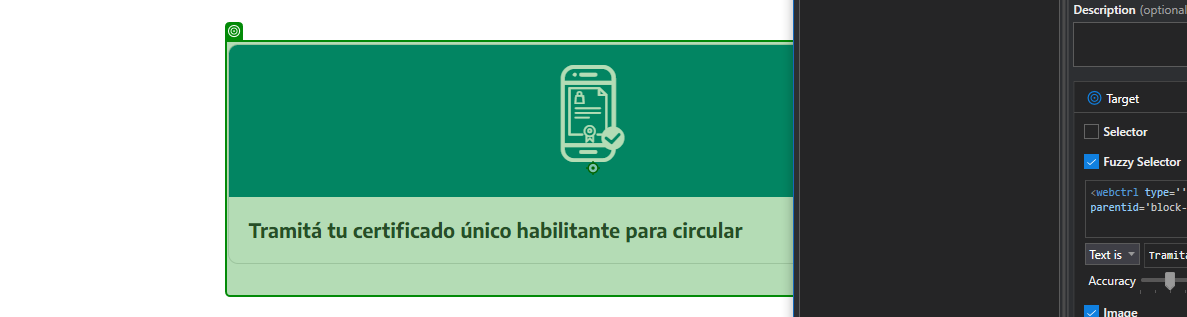 Description (optional
Tramitá tu certificado único habilitante para circular
Target
Selector
Fuzzy Selector
<webctrl type=''
parentid='block-
Text is
Tramita
Accuracy
Image